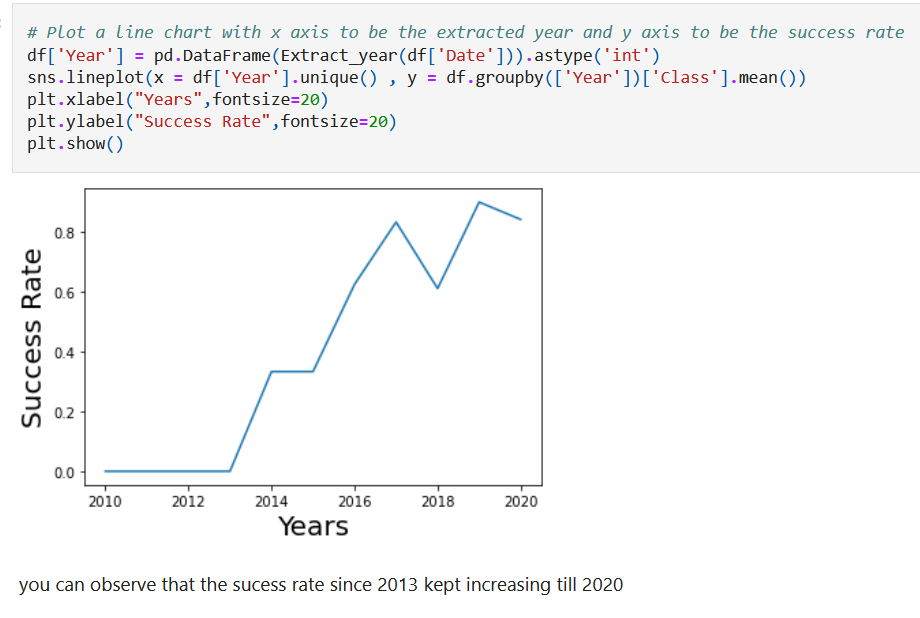 # Plot a line chart with x axis to be the extracted year and y axis to be the success rate
df['Year'] = pd.DataFrame(Extract_year(df['Date'])).astype('int')
sns.lineplot(x = df['Year'].unique() , y = df.groupby(['Year'])['Class'].mean())
plt.xlabel("Years",fontsize=20)
plt.ylabel("Success Rate",fontsize=20)
plt.show()
Success Rate
0.8
0.6
0.4
0.2
0.0
2010 2012 2014 2016 2018 2020
Years
you can observe that the sucess rate since 2013 kept increasing till 2020